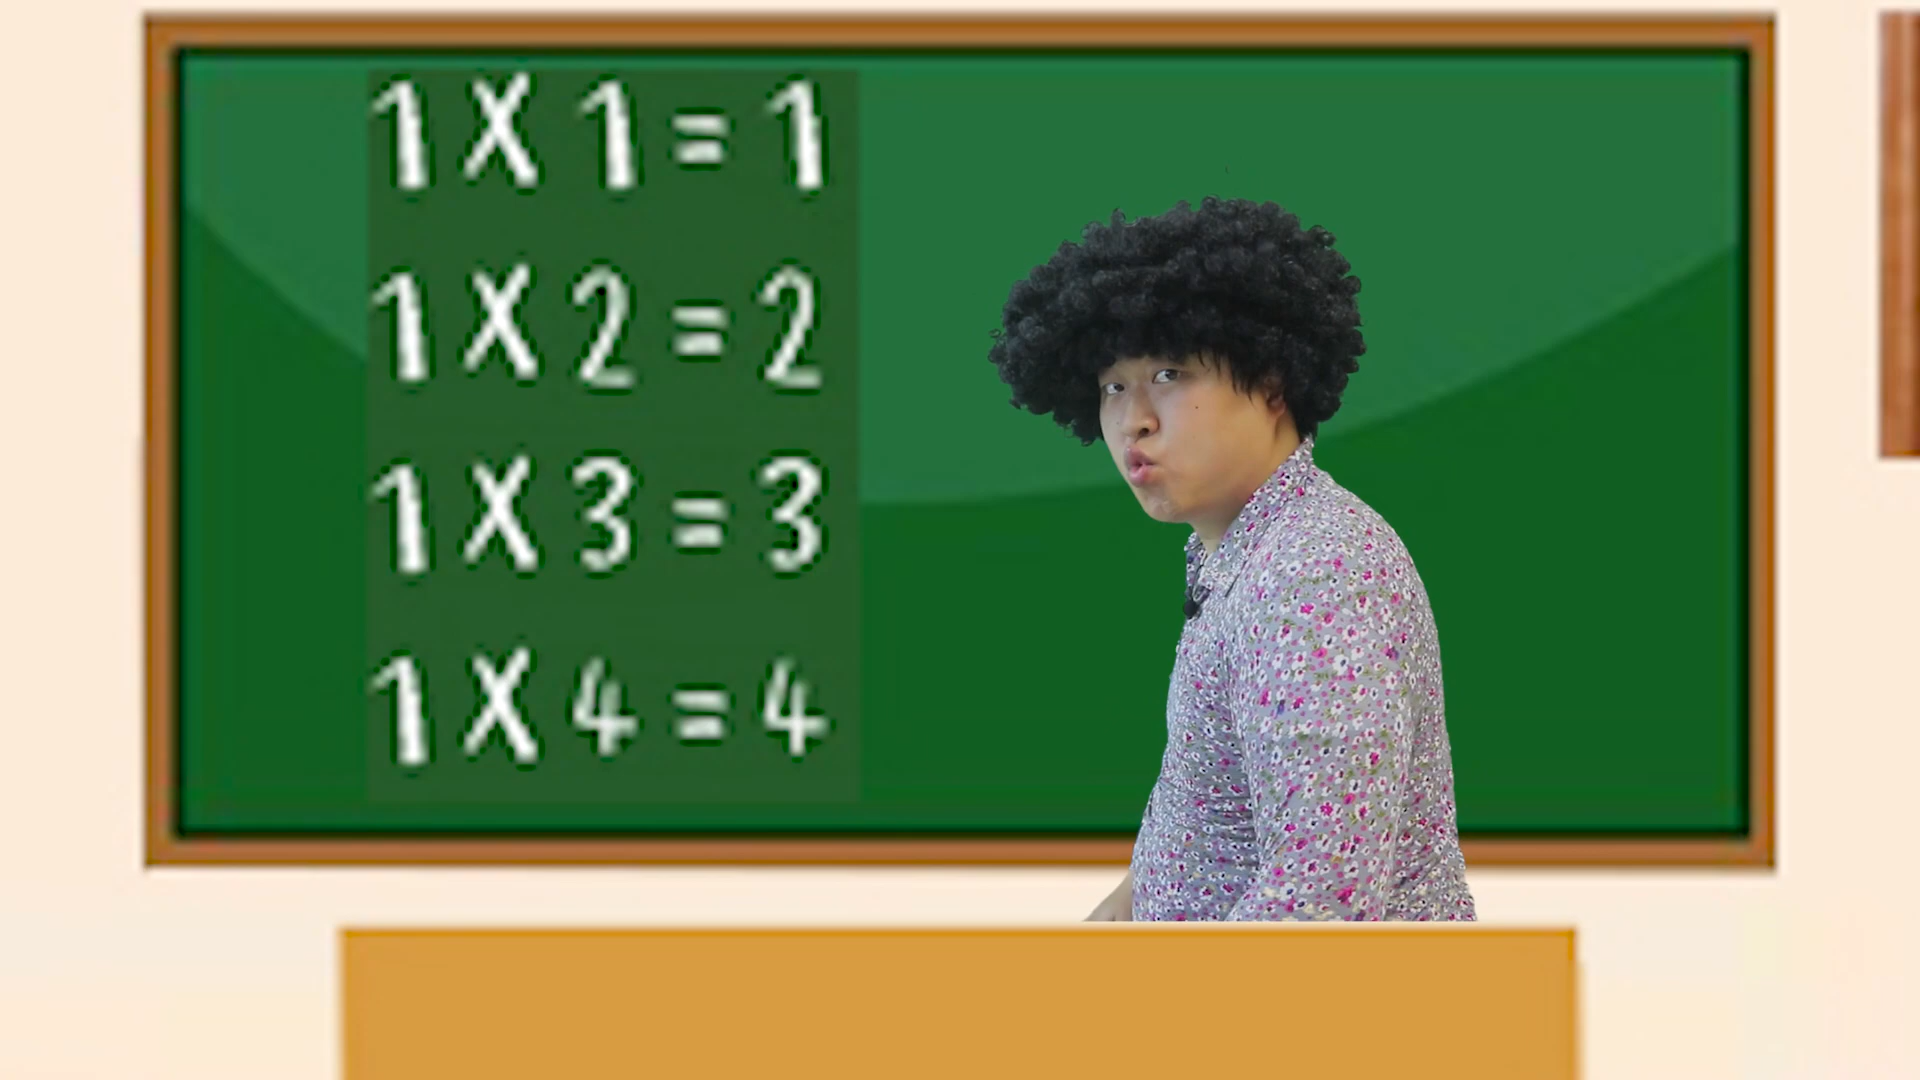 1 X 1 = 1
1 X 2 = 2
1 X 3 = 3
1 X 4 = 4